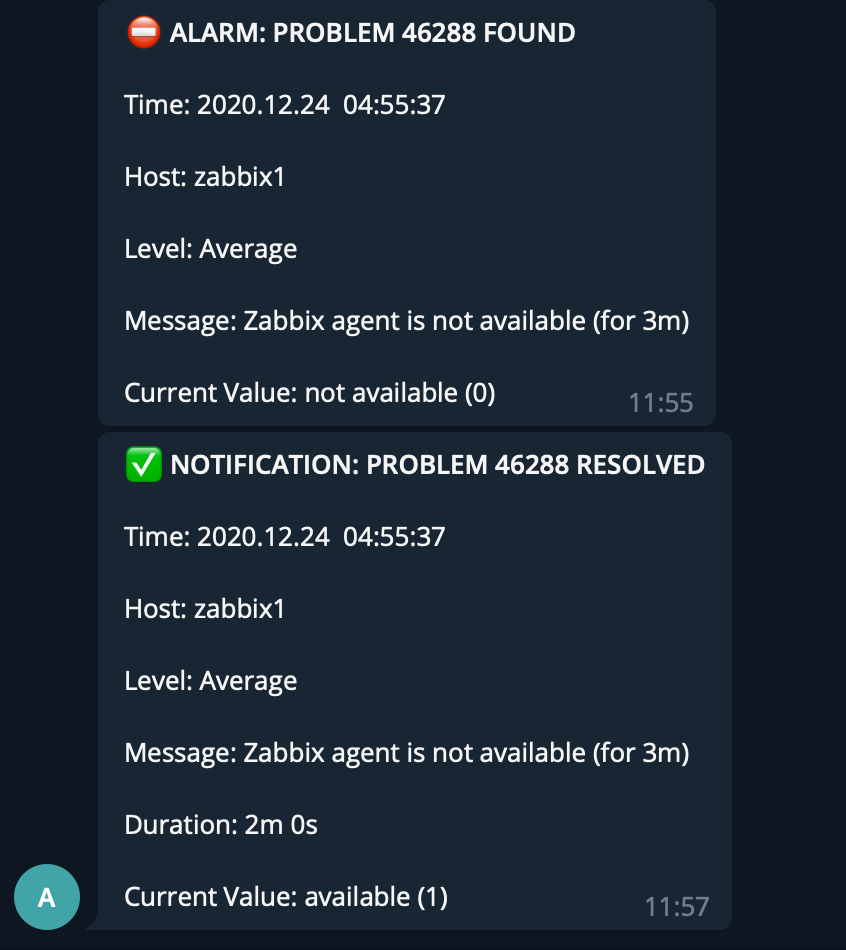 ⛔ ALARM: PROBLEM 46288 FOUND
Time: 2020.12.24  04:55:37
Host: zabbix1
Level: Average
Message: Zabbix agent is not available (for 3m)
Current Value: not available (0)
11:55
✅ NOTIFICATION: PROBLEM 46288 RESOLVED
Time: 2020.12.24  04:55:37
Host: zabbix1
Level: Average
Message: Zabbix agent is not available (for 3m)
Duration: 2m 0s
Current Value: available (1)
11:57
A